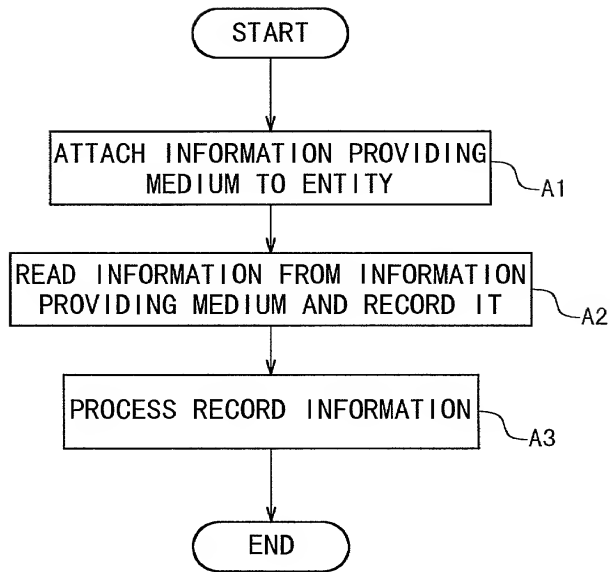 START
ATTACH INFORMATION PROVIDING
MEDIUM TO ENTITY
A1
READ INFORMATION FROM INFORMATION
PROVIDING MEDIUM AND RECORD IT
A2
PROCESS RECORD INFORMATION
A3
END